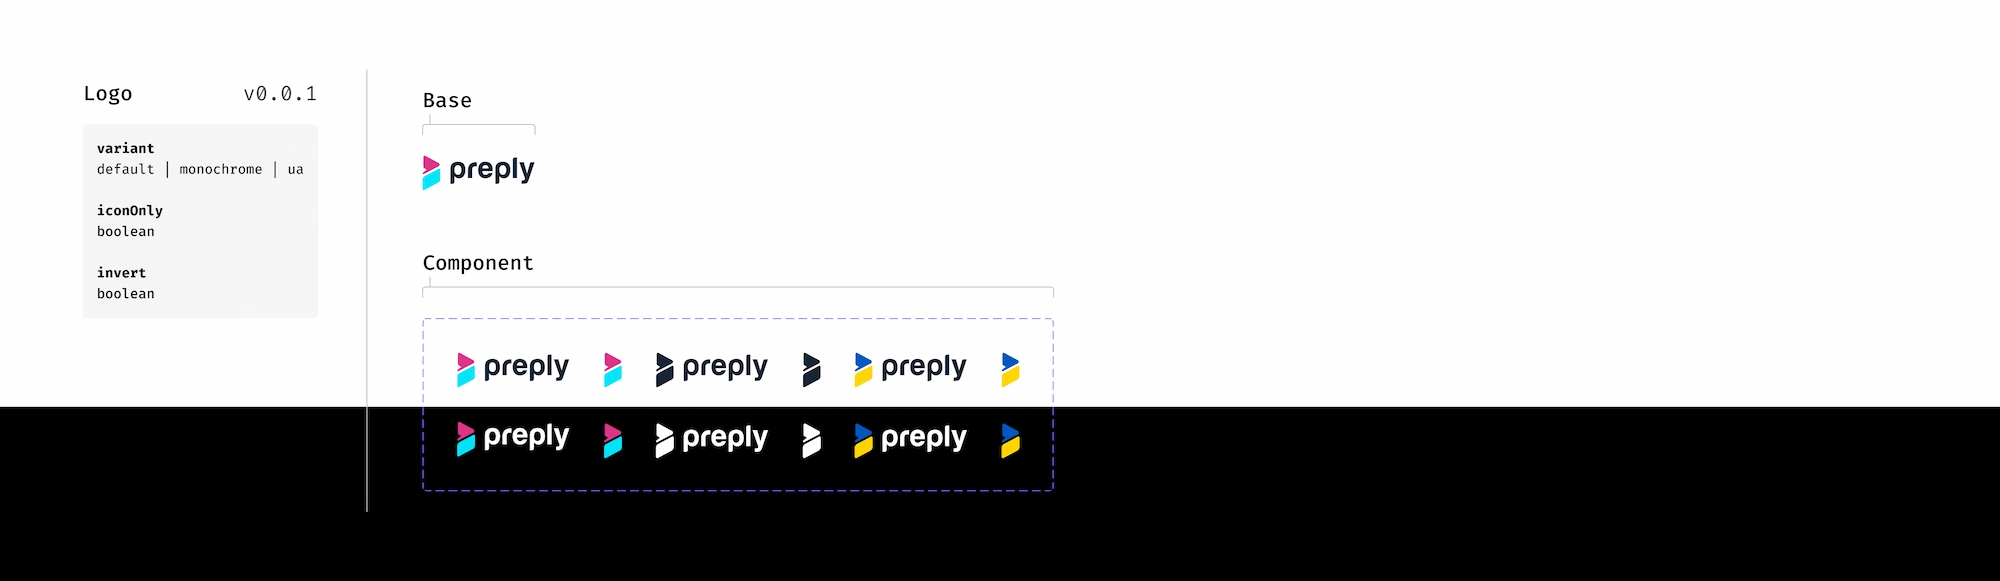 Logo v0.0.1
variant
default | monochrome | ua
iconOnly
boolean
invert
boolean
Base
preply
Component
preply preply preply
preply preply preply